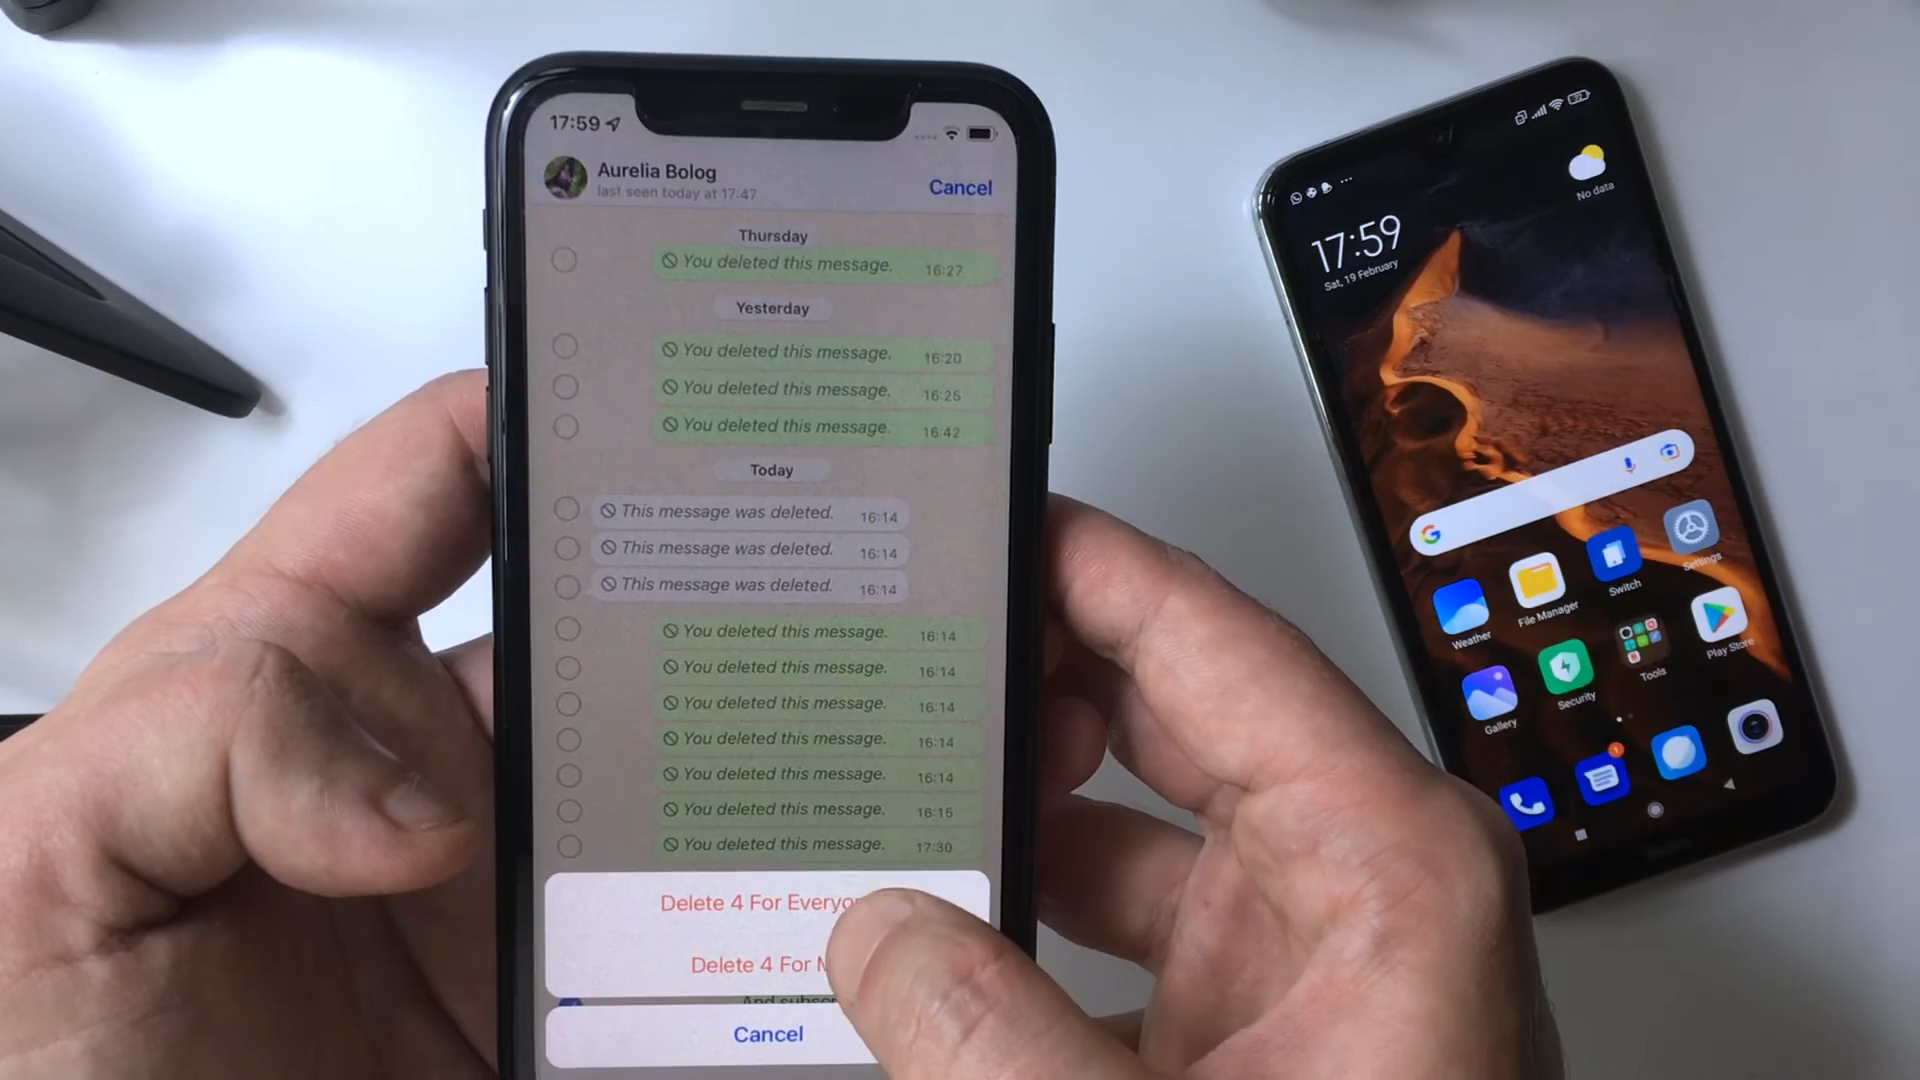 17:59
Aurelia Bolog
last seen today at 17:47
Cancel
Thursday
You deleted this message. 16:27
Yesterday
You deleted this message. 16:20
You deleted this message. 16:25
You deleted this message. 16:42
Today
This message was deleted. 16:14
This message was deleted. 16:14
This message was deleted. 16:14
You deleted this message. 16:14
You deleted this message. 16:14
You deleted this message. 16:14
You deleted this message. 16:14
You deleted this message. 16:14
You deleted this message. 16:15
You deleted this message. 17:30
Delete 4 For Everyo
Delete 4 For M
And subscr
Cancel
No data
17:59
Sat, 19 February
Settings
Switch
File Manager
Weather
Play Store
Tools
Security
Gallery
1